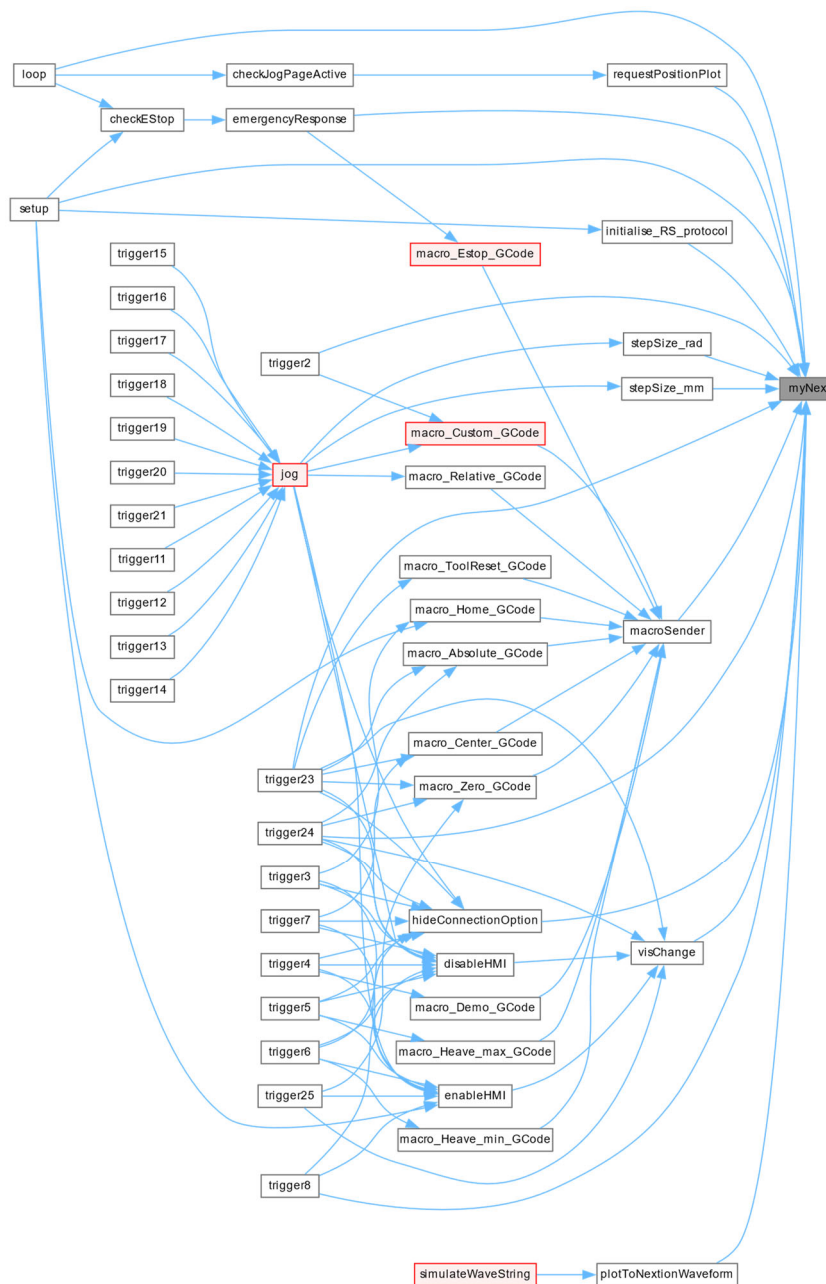 loop
checkJogPageActive
requestPositionPlot
checkEStop
emergencyResponse
setup
initialise_RS_protocol
trigger15
macro_Estop_GCode
trigger16
trigger17
stepSize_rad
trigger2
trigger18
stepSize_mm
myNex
trigger19
macro_Custom_GCode
trigger20
jog
macro_Relative_GCode
trigger21
trigger11
macro_ToolReset_GCode
trigger12
macro_Home_GCode
macroSender
trigger13
macro_Absolute_GCode
trigger14
macro_Center_GCode
trigger23
macro_Zero_GCode
trigger24
trigger3
trigger7
hideConnectionOption
visChange
trigger4
disableHMI
trigger5
macro_Demo_GCode
trigger6
macro_Heave_max_GCode
trigger25
enableHMI
macro_Heave_min_GCode
trigger8
simulateWaveString
plotToNextionWaveform